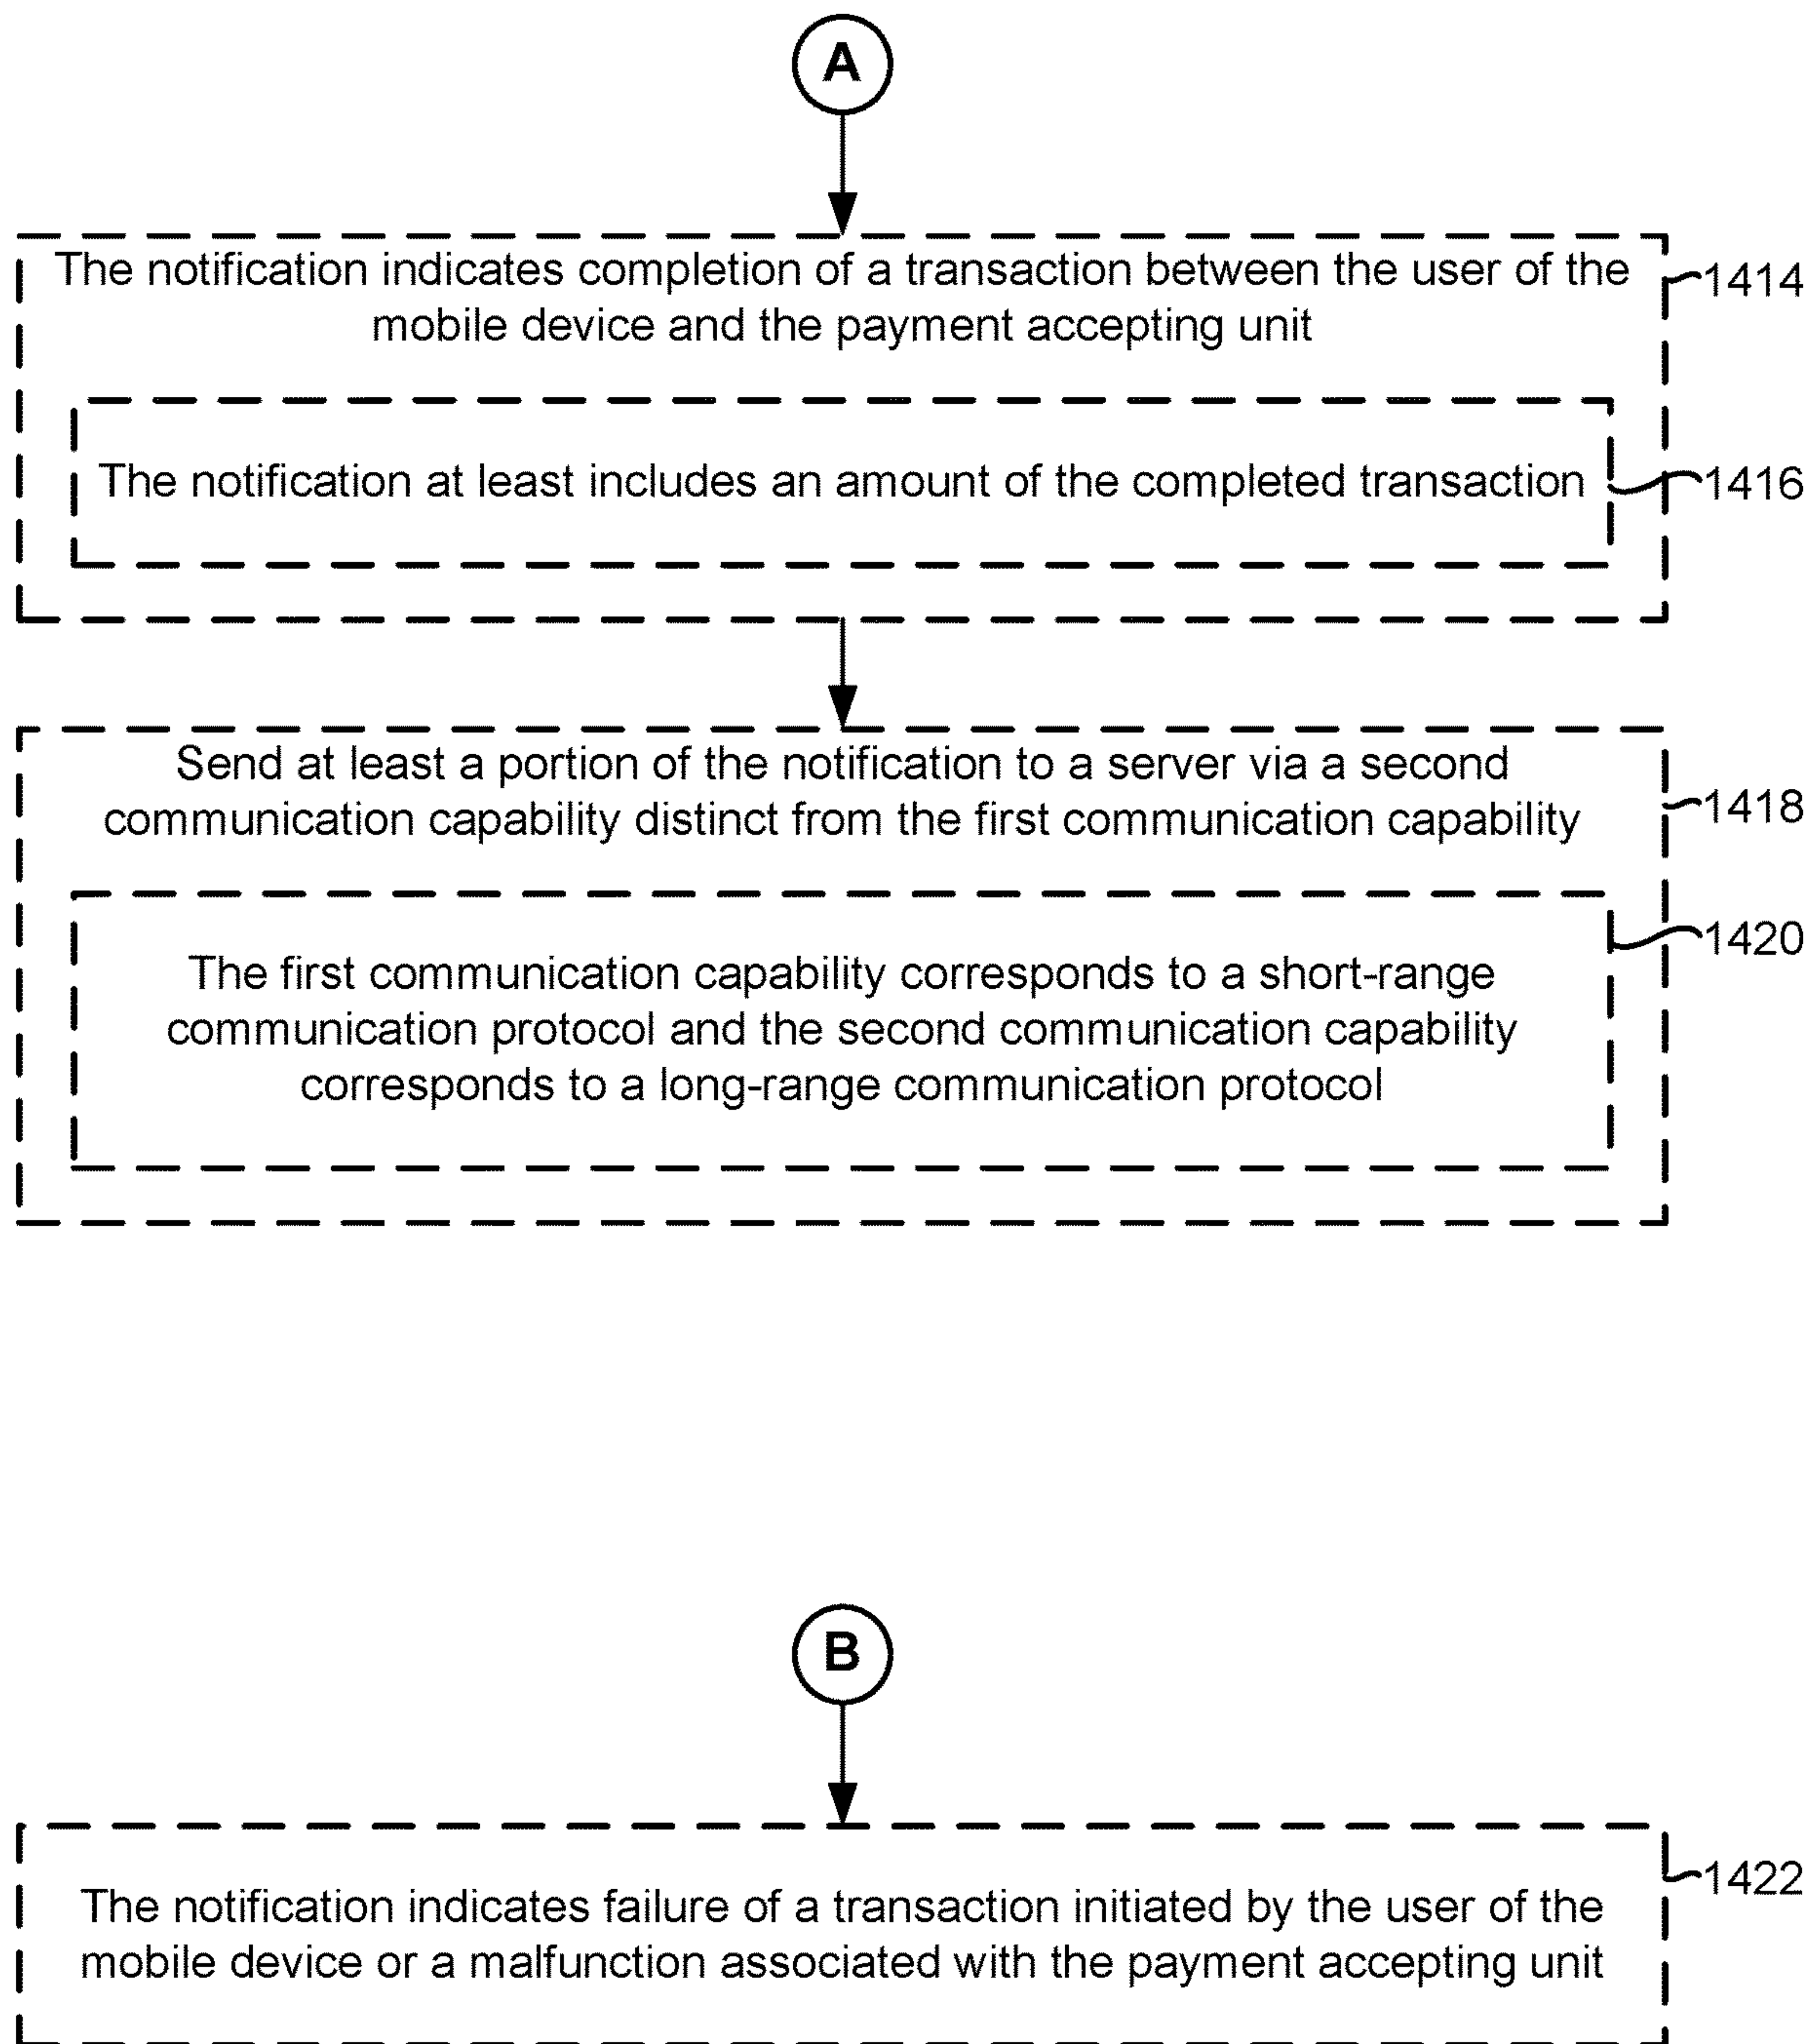 A
The notification indicates completion of a transaction between the user of the
mobile device and the payment accepting unit
1414
The notification at least includes an amount of the completed transaction
1416
Send at least a portion of the notification to a server via a second
communication capability distinct from the first communication capability
1418
The first communication capability corresponds to a short-range
communication protocol and the second communication capability
corresponds to a long-range communication protocol
1420
B
The notification indicates failure of a transaction initiated by the user of the
mobile device or a malfunction associated with the payment accepting unit
1422